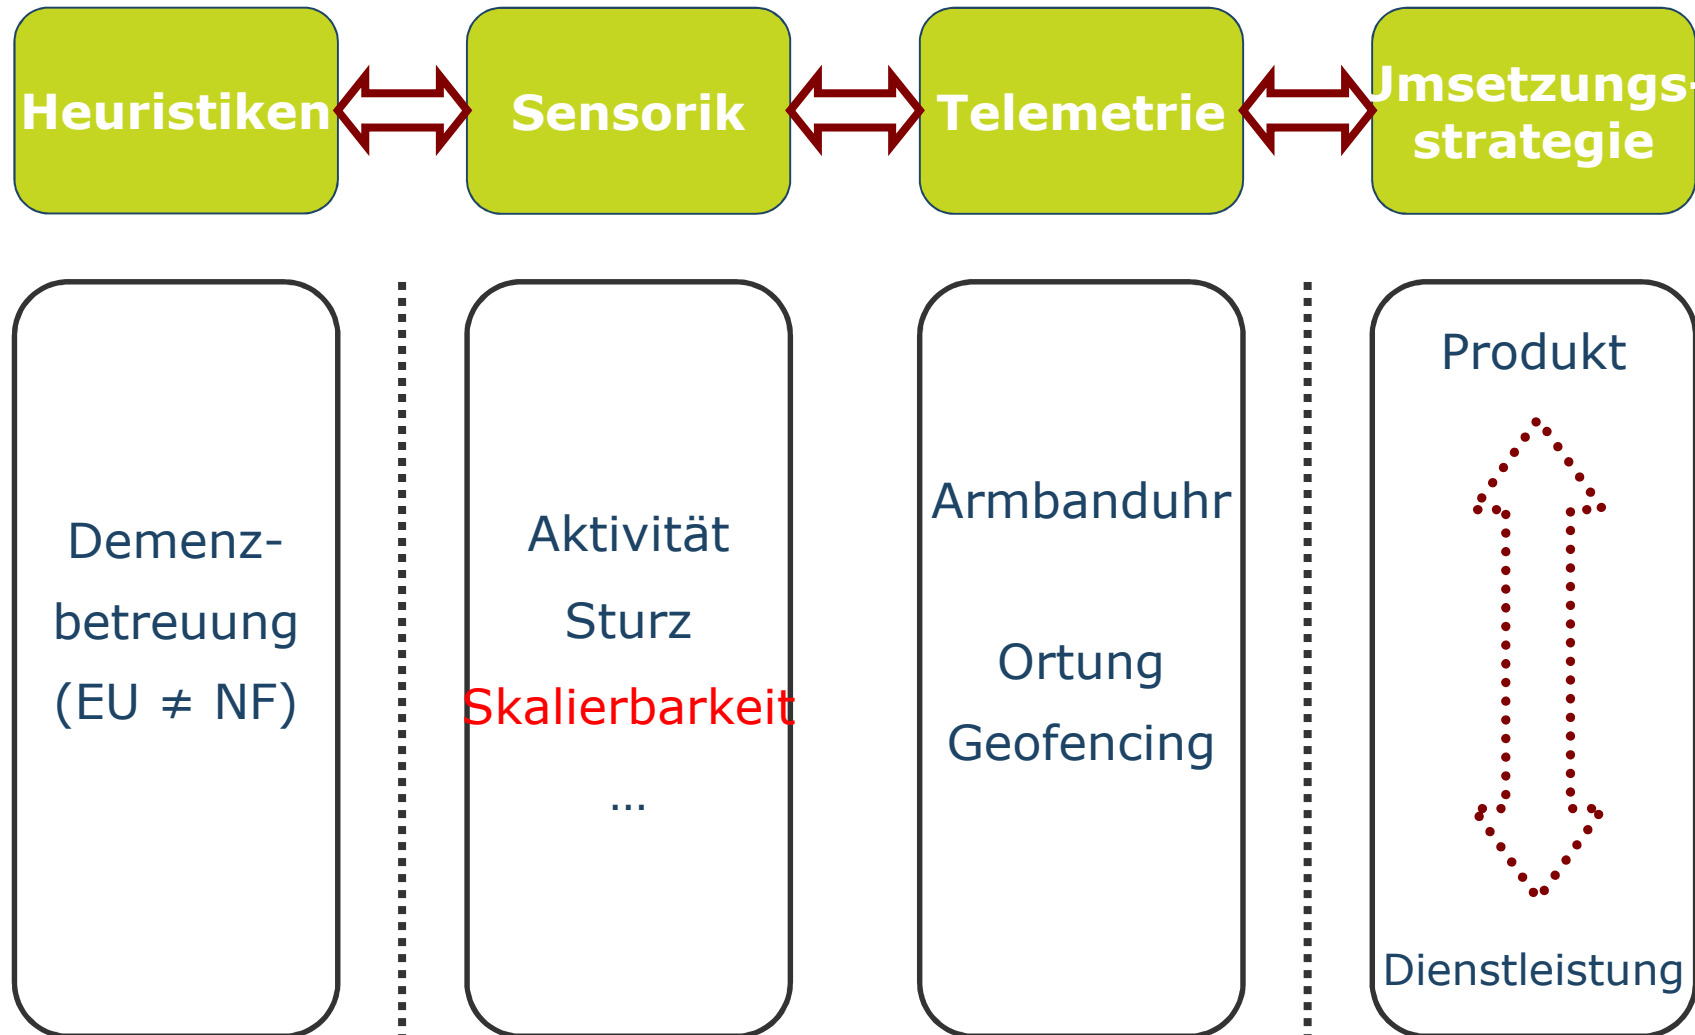 Heuristiken
Sensorik
Telemetrie
Umsetzungs-
strategie
Demenz-
betreuung
(EU ≠ NF)
Aktivität
Sturz
Skalierbarkeit
...
Armbanduhr
Ortung
Geofencing
Produkt
Dienstleistung